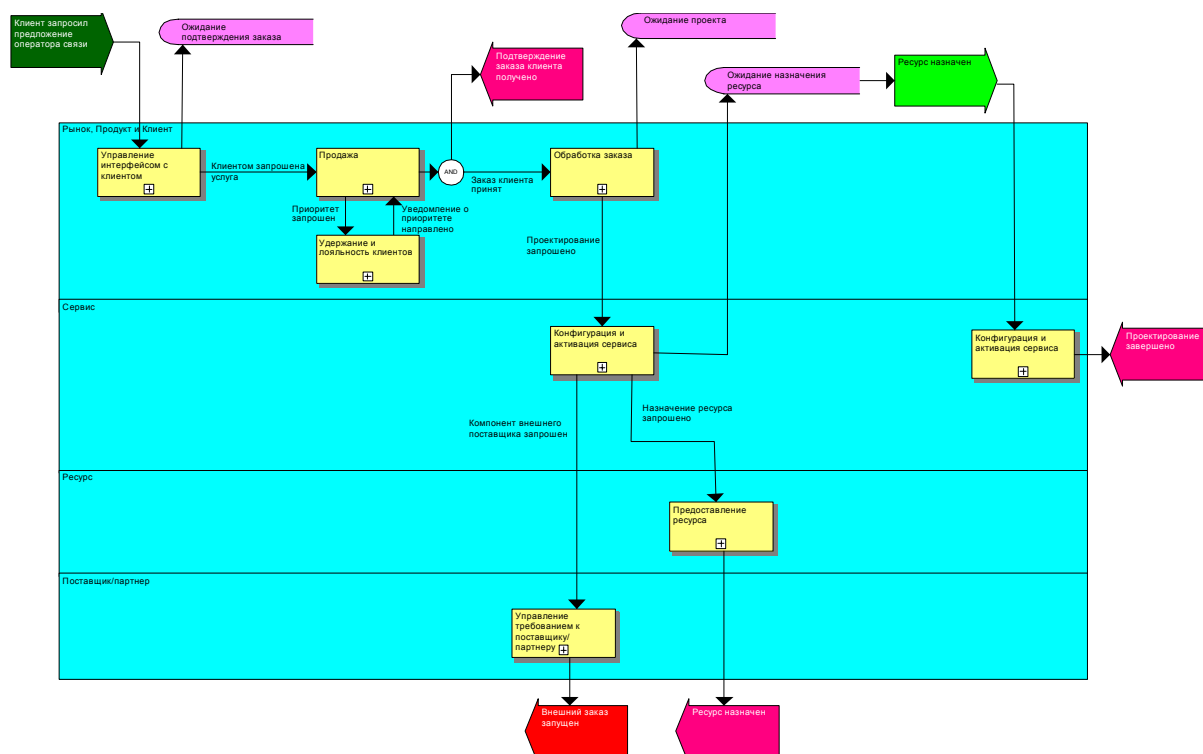 Клиент запросил
предложение
оператора связи
Ожидание
подтверждения заказа
Подтверждение
заказа клиента
получено
Ожидание проекта
Ожидание назначения
ресурса
Ресурс назначен
Рынок, Продукт и Клиент
Управление
интерфейсом с
клиентом
Клиентом запрошена
услуга
Продажа
AND
Заказ клиента
принят
Обработка заказа
Приоритет
запрошен
Уведомление о
приоритете
направлено
Удержание и
лояльность клиентов
Проектирование
запрошено
Сервис
Конфигурация и
активация сервиса
Конфигурация и
активация сервиса
Проектирование
завершено
Назначение ресурса
запрошено
Компонент внешнего
поставщика запрошен
Ресурс
Предоставление
ресурса
Поставщик/партнер
Управление
требованием к
поставщику/
партнеру
Внешний заказ
запущен
Ресурс назначен